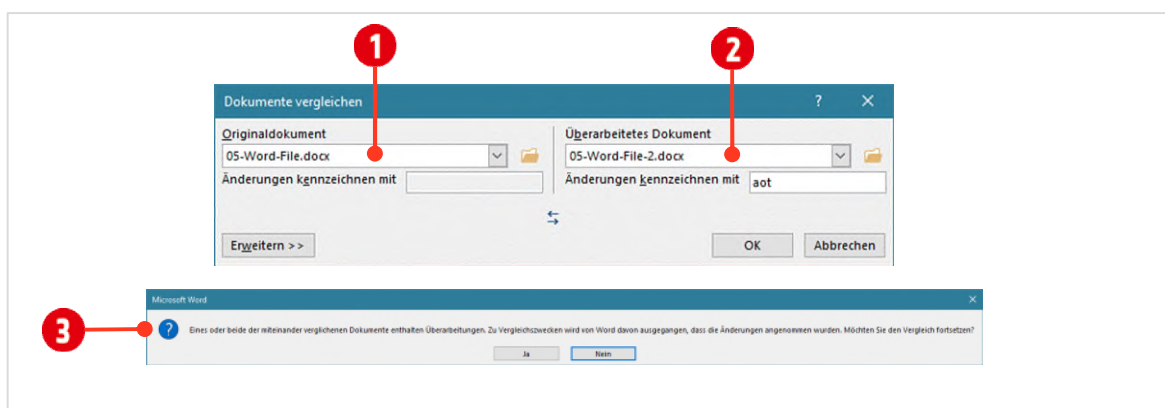 1
2
Dokumente vergleichen ? ✕
Originaldokument Überarbeitetes Dokument
05-Word-File.docx 05-Word-File-2.docx
Änderungen kennzeichnen mit Änderungen kennzeichnen mit aot
Erweitern >> OK Abbrechen
Microsoft Word ✕
3
? Eines oder beide der miteinander verglichenen Dokumente enthalten Überarbeitungen. Zu Vergleichszwecken wird von Word davon ausgegangen, dass die Änderungen angenommen wurden. Möchten Sie den Vergleich fortsetzen?
Ja Nein